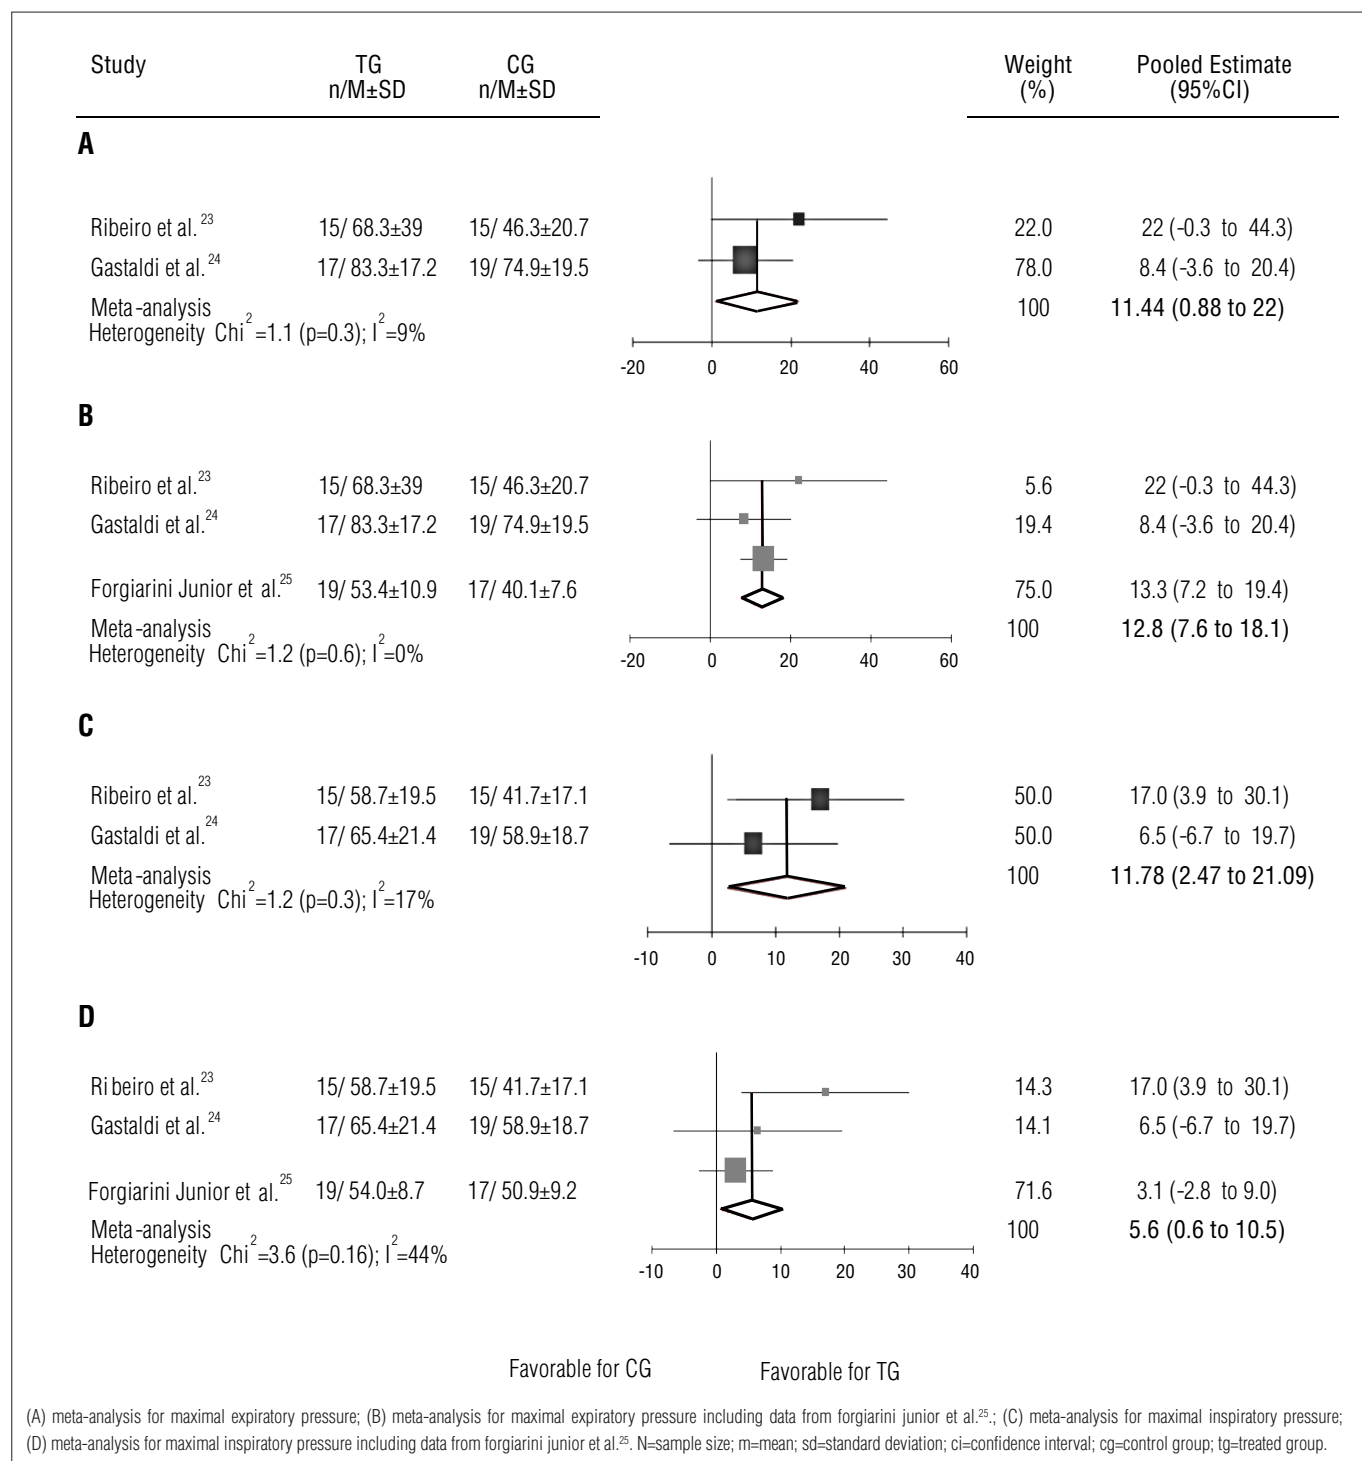 Study TG CG Weight Pooled Estimate
n/M±SD n/M±SD (%) (95%CI)
A
Ribeiro et al.23 15/ 68.3±39 15/ 46.3±20.7 22.0 22 (-0.3 to 44.3)
Gastaldi et al.24 17/ 83.3±17.2 19/ 74.9±19.5 78.0 8.4 (-3.6 to 20.4)
Meta-analysis 100 11.44 (0.88 to 22)
Heterogeneity Chi2=1.1 (p=0.3); I2=9%
-20 0 20 40 60
B
Ribeiro et al.23 15/ 68.3±39 15/ 46.3±20.7 5.6 22 (-0.3 to 44.3)
Gastaldi et al.24 17/ 83.3±17.2 19/ 74.9±19.5 19.4 8.4 (-3.6 to 20.4)
Forgiarini Junior et al.25 19/ 53.4±10.9 17/ 40.1±7.6 75.0 13.3 (7.2 to 19.4)
Meta-analysis 100 12.8 (7.6 to 18.1)
Heterogeneity Chi2=1.2 (p=0.6); I2=0%
-20 0 20 40 60
C
Ribeiro et al.23 15/ 58.7±19.5 15/ 41.7±17.1 50.0 17.0 (3.9 to 30.1)
Gastaldi et al.24 17/ 65.4±21.4 19/ 58.9±18.7 50.0 6.5 (-6.7 to 19.7)
Meta-analysis 100 11.78 (2.47 to 21.09)
Heterogeneity Chi2=1.2 (p=0.3); I2=17%
-10 0 10 20 30 40
D
Ribeiro et al.23 15/ 58.7±19.5 15/ 41.7±17.1 14.3 17.0 (3.9 to 30.1)
Gastaldi et al.24 17/ 65.4±21.4 19/ 58.9±18.7 14.1 6.5 (-6.7 to 19.7)
Forgiarini Junior et al.25 19/ 54.0±8.7 17/ 50.9±9.2 71.6 3.1 (-2.8 to 9.0)
Meta-analysis 100 5.6 (0.6 to 10.5)
Heterogeneity Chi2=3.6 (p=0.16); I2=44%
-10 0 10 20 30 40
Favorable for CG Favorable for TG
(A) meta-analysis for maximal expiratory pressure; (B) meta-analysis for maximal expiratory pressure including data from forgiarini junior et al.25.; (C) meta-analysis for maximal inspiratory pressure;
(D) meta-analysis for maximal inspiratory pressure including data from forgiarini junior et al.25. N=sample size; m=mean; sd=standard deviation; ci=confidence interval; cg=control group; tg=treated group.